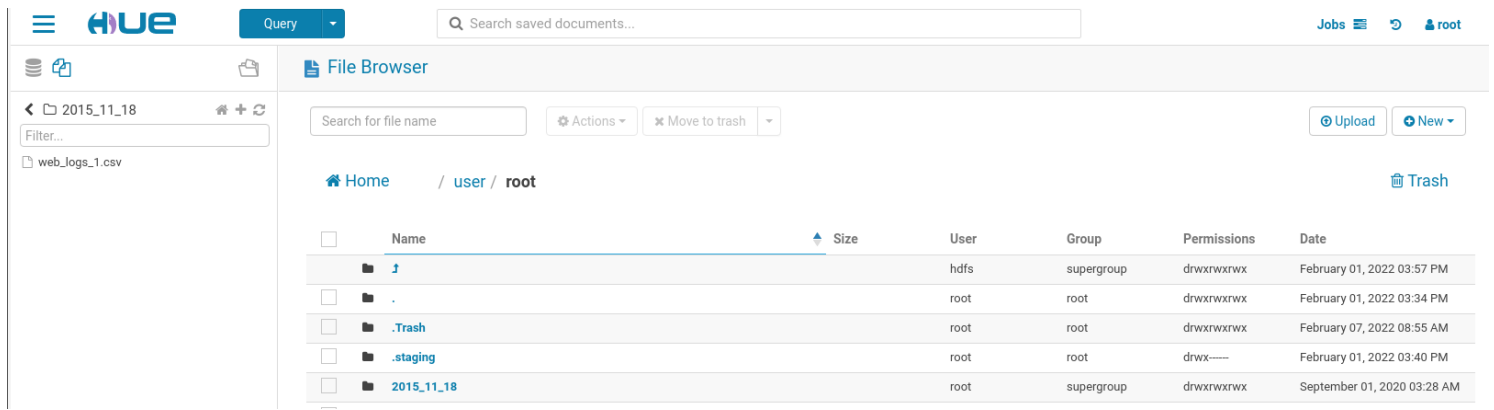 HUE Query Search saved documents... Jobs root
File Browser
2015_11_18
Filter...
web_logs_1.csv
Search for file name Actions Move to trash Upload New
Home / user / root Trash
Name Size User Group Permissions Date
hdfs supergroup drwxrwxrwx February 01, 2022 03:57 PM
. root root drwxrwxrwx February 01, 2022 03:34 PM
.Trash root root drwxrwxrwx February 07, 2022 08:55 AM
.staging root root drwx------ February 01, 2022 03:40 PM
2015_11_18 root supergroup drwxrwxrwx September 01, 2020 03:28 AM